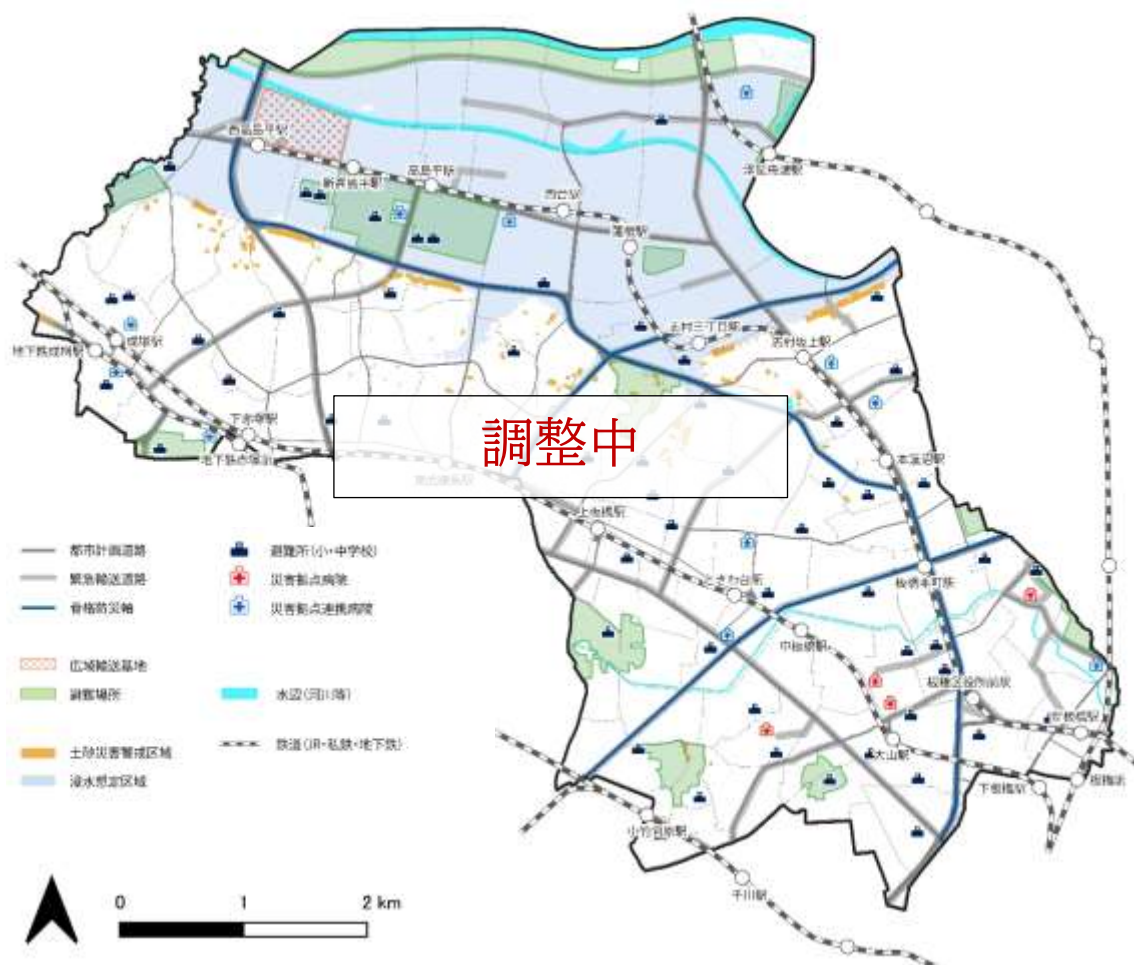 西高島平駅
新高島平駅
高島平駅
西台駅
蓮根駅
浮間舟渡駅
志村三丁目駅
志村坂上駅
成増駅
地下鉄成増駅
下赤塚駅
地下鉄赤塚駅
調整中
本蓮沼駅
上板橋駅
ときわ台駅
板橋本町駅
中板橋駅
板橋区役所前駅
新板橋駅
大山駅
下板橋駅
板橋駅
小竹向原駅
千川駅
都市計画道路
緊急輸送道路
骨格防災軸
広域輸送基地
避難場所
土砂災害警戒区域
浸水想定区域
避難所(小・中学校)
災害拠点病院
災害拠点連携病院
水辺(河川等)
鉄道(JR・私鉄・地下鉄)
0 1 2 km